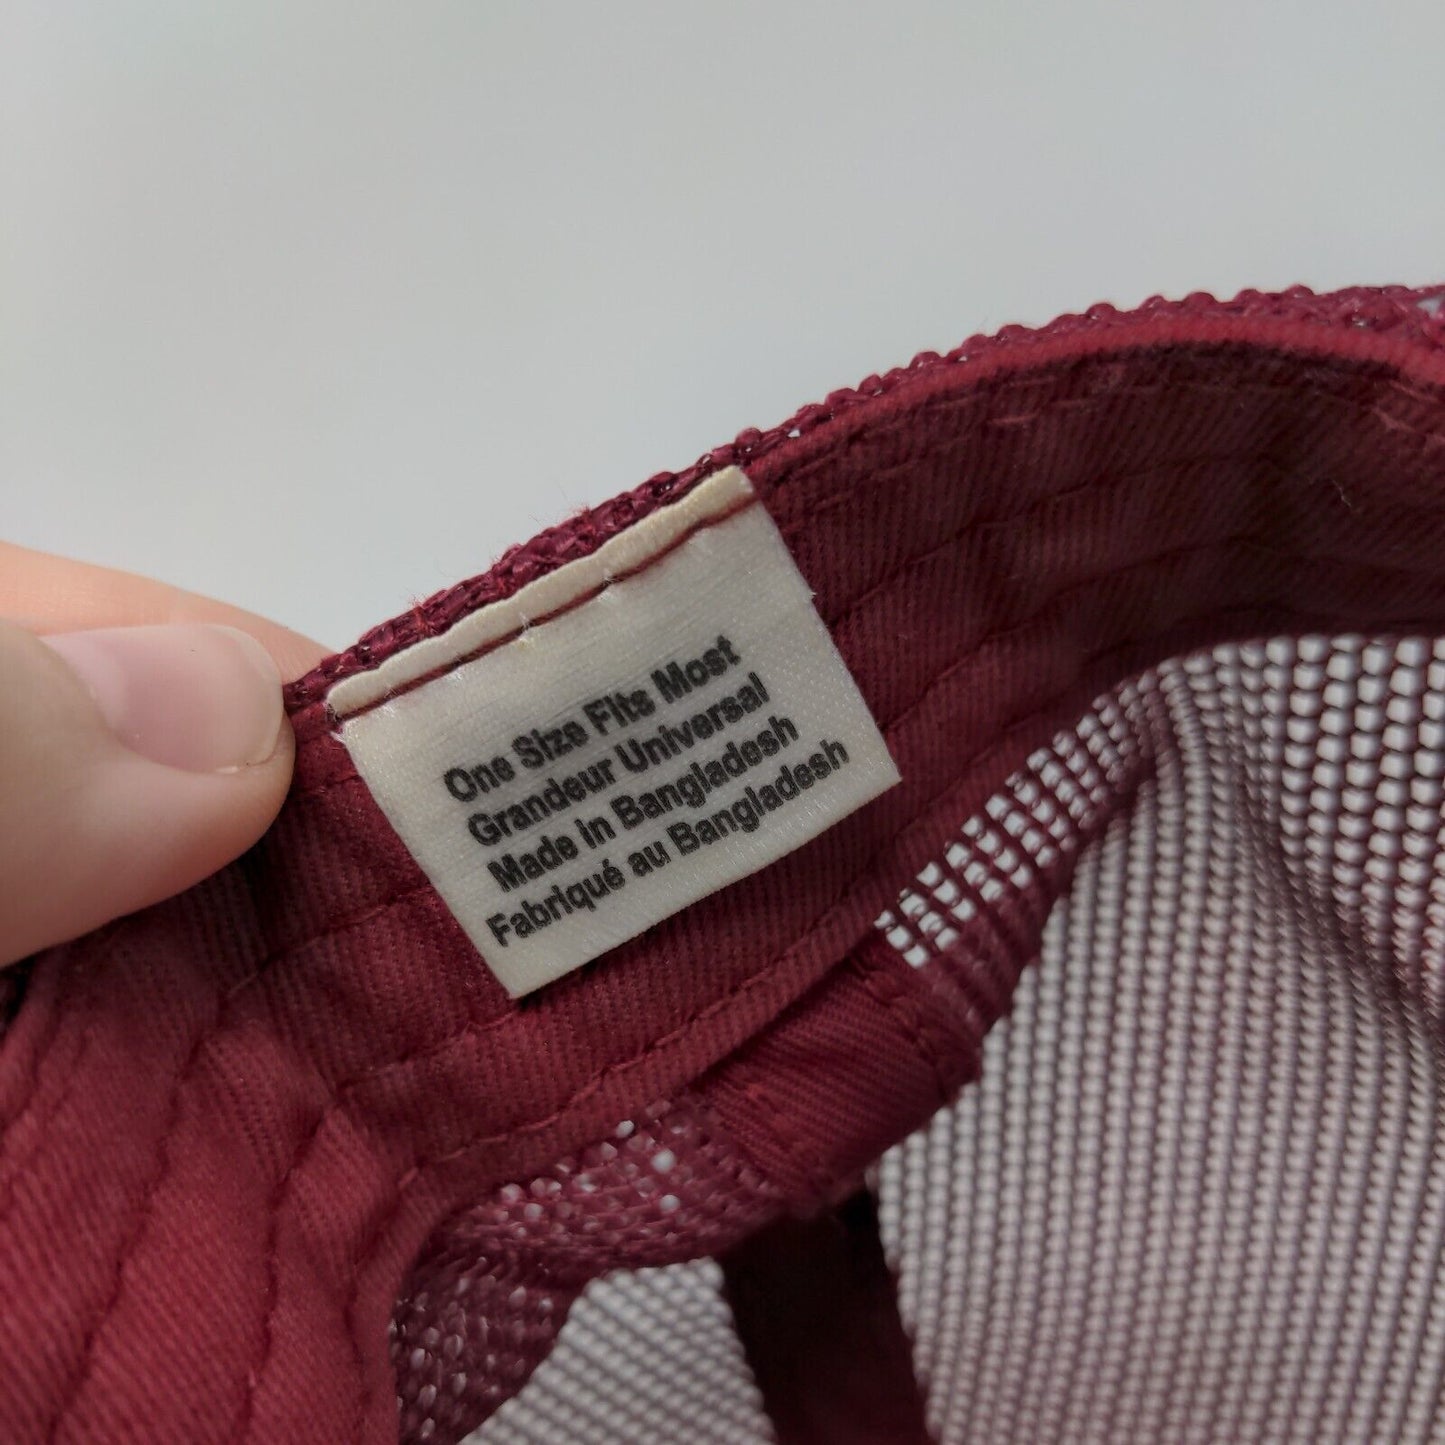 One Size Fits Most
Grandeur Universal
Made in Bangladesh
Fabriqué au Bangladesh